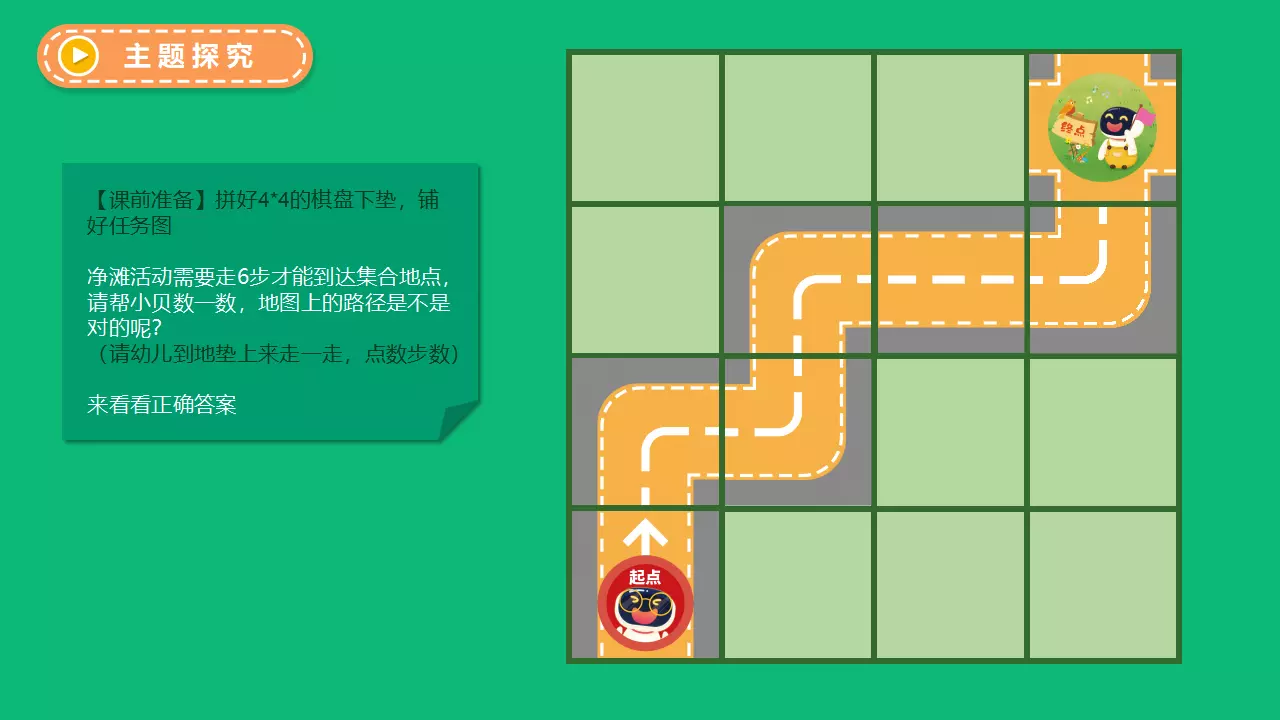 主题探究
【课前准备】拼好4*4的棋盘下垫，铺
好任务图
净滩活动需要走6步才能到达集合地点，
请帮小贝数一数，地图上的路径是不是
对的呢？
（请幼儿到地垫上来走一走，点数步数）
来看看正确答案
终点
起点